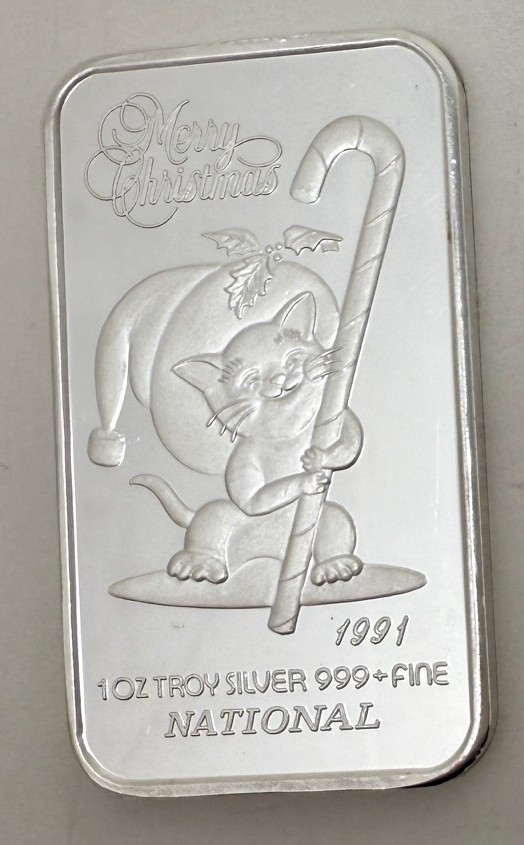 Merry
Christmas
1991
1 OZ TROY SILVER 999+FINE
NATIONAL